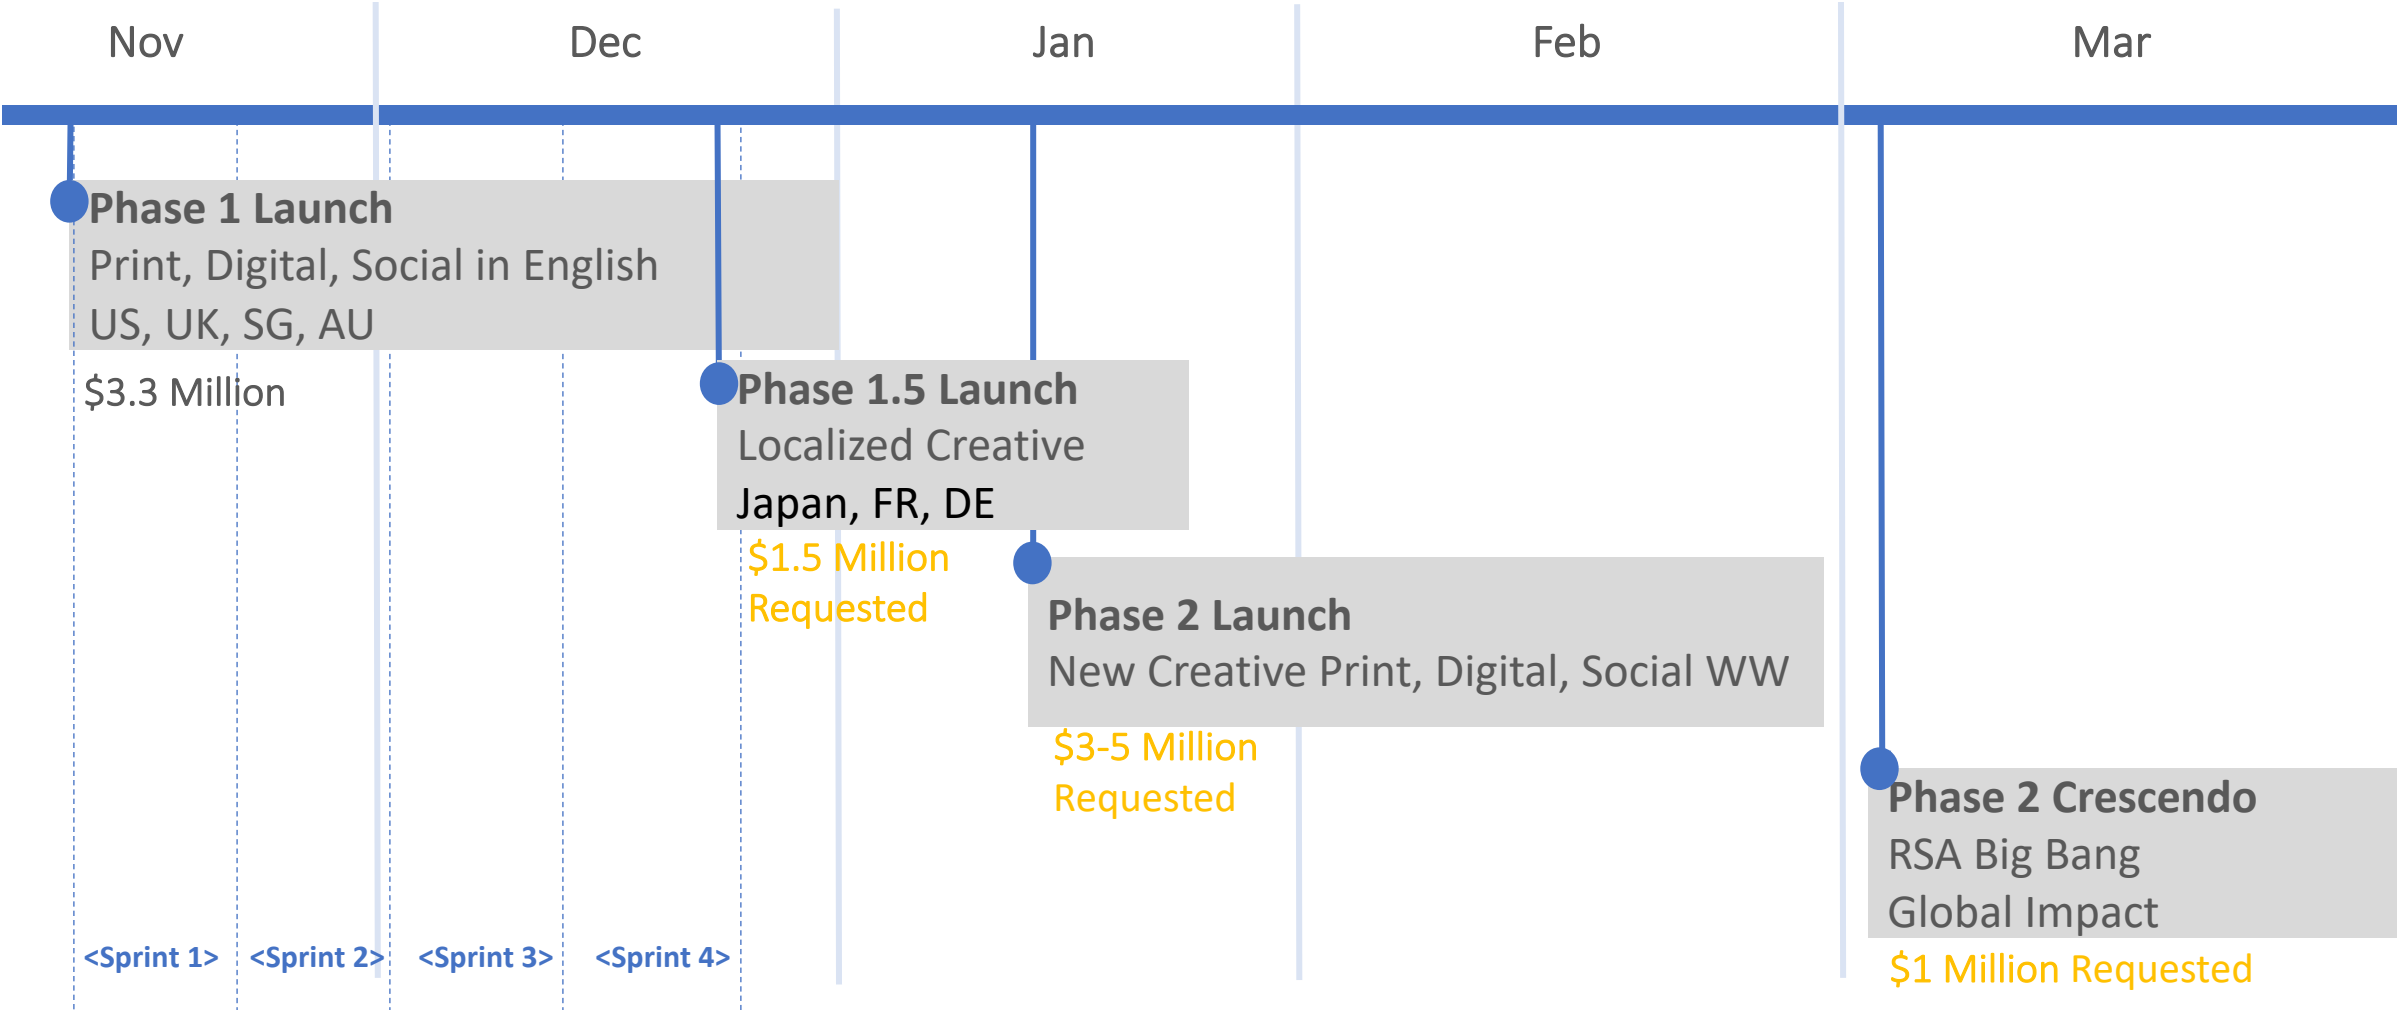 Nov
Dec
Jan
Feb
Mar
Phase 1 Launch
Print, Digital, Social in English
US, UK, SG, AU
$3.3 Million
Phase 1.5 Launch
Localized Creative
Japan, FR, DE
$1.5 Million
Requested
Phase 2 Launch
New Creative Print, Digital, Social WW
$3-5 Million
Requested
Phase 2 Crescendo
RSA Big Bang
Global Impact
$1 Million Requested
<Sprint 1>
<Sprint 2>
<Sprint 3>
<Sprint 4>